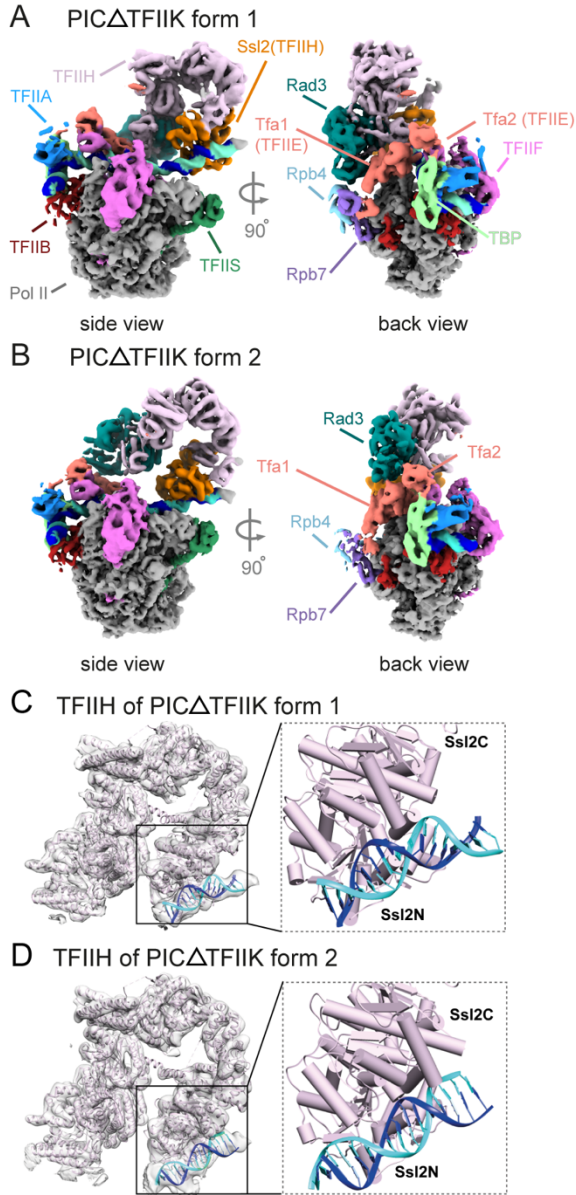 A PIC△TFIIK form 1
TFIIH
Ssl2(TFIIH)
TFIIA
TFIIB
Pol II
TFIIS
side view
90°
Rad3
Tfa1
(TFIIE)
Tfa2 (TFIIE)
TFIIF
Rpb4
TBP
Rpb7
back view
B PIC△TFIIK form 2
side view
90°
Rad3
Tfa1
Tfa2
Rpb4
Rpb7
back view
C TFIIH of PIC△TFIIK form 1
Ssl2C
Ssl2N
D TFIIH of PIC△TFIIK form 2
Ssl2C
Ssl2N